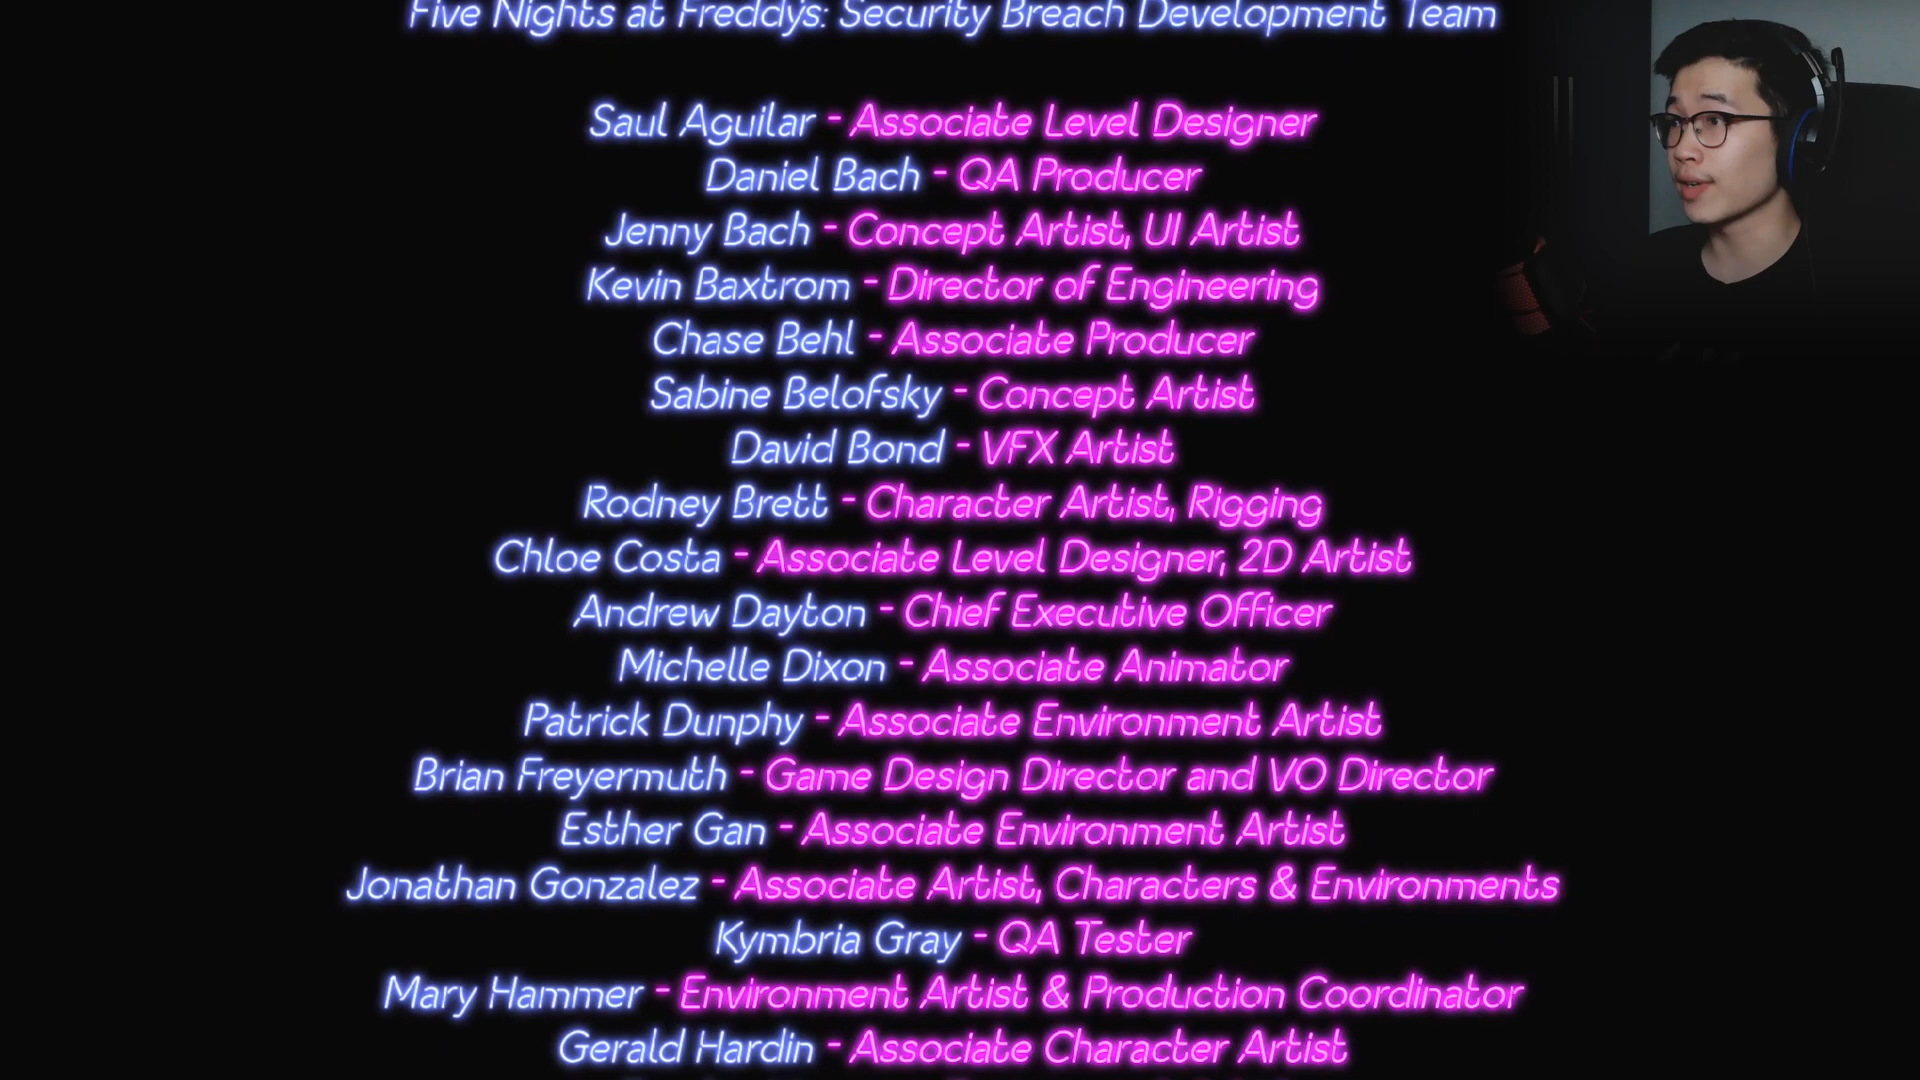 Five Nights at Freddy's: Security Breach Development Team
Saul Aguilar - Associate Level Designer
Daniel Bach - QA Producer
Jenny Bach - Concept Artist, UI Artist
Kevin Baxtrom - Director of Engineering
Chase Behl - Associate Producer
Sabine Belofsky - Concept Artist
David Bond - VFX Artist
Rodney Brett - Character Artist, Rigging
Chloe Costa - Associate Level Designer, 2D Artist
Andrew Dayton - Chief Executive Officer
Michelle Dixon - Associate Animator
Patrick Dunphy - Associate Environment Artist
Brian Freyermuth - Game Design Director and VO Director
Esther Gan - Associate Environment Artist
Jonathan Gonzalez - Associate Artist, Characters & Environments
Kymbria Gray - QA Tester
Mary Hammer - Environment Artist & Production Coordinator
Gerald Hardin - Associate Character Artist